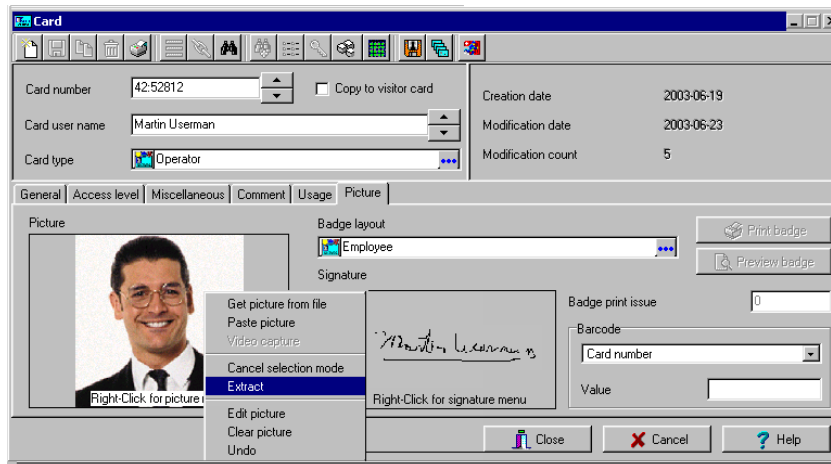 Card
Card number 42:52812 Copy to visitor card
Card user name Martin Userman
Card type Operator
Creation date 2003-06-19
Modification date 2003-06-23
Modification count 5
General Access level Miscellaneous Comment Usage Picture
Picture
Badge layout
Employee
Signature
Print badge
Preview badge
Badge print issue 0
Barcode
Card number
Value
Get picture from file
Paste picture
Video capture
Cancel selection mode
Extract
Edit picture
Clear picture
Undo
Right-Click for picture
Martin Userman
Right-Click for signature menu
Close Cancel Help